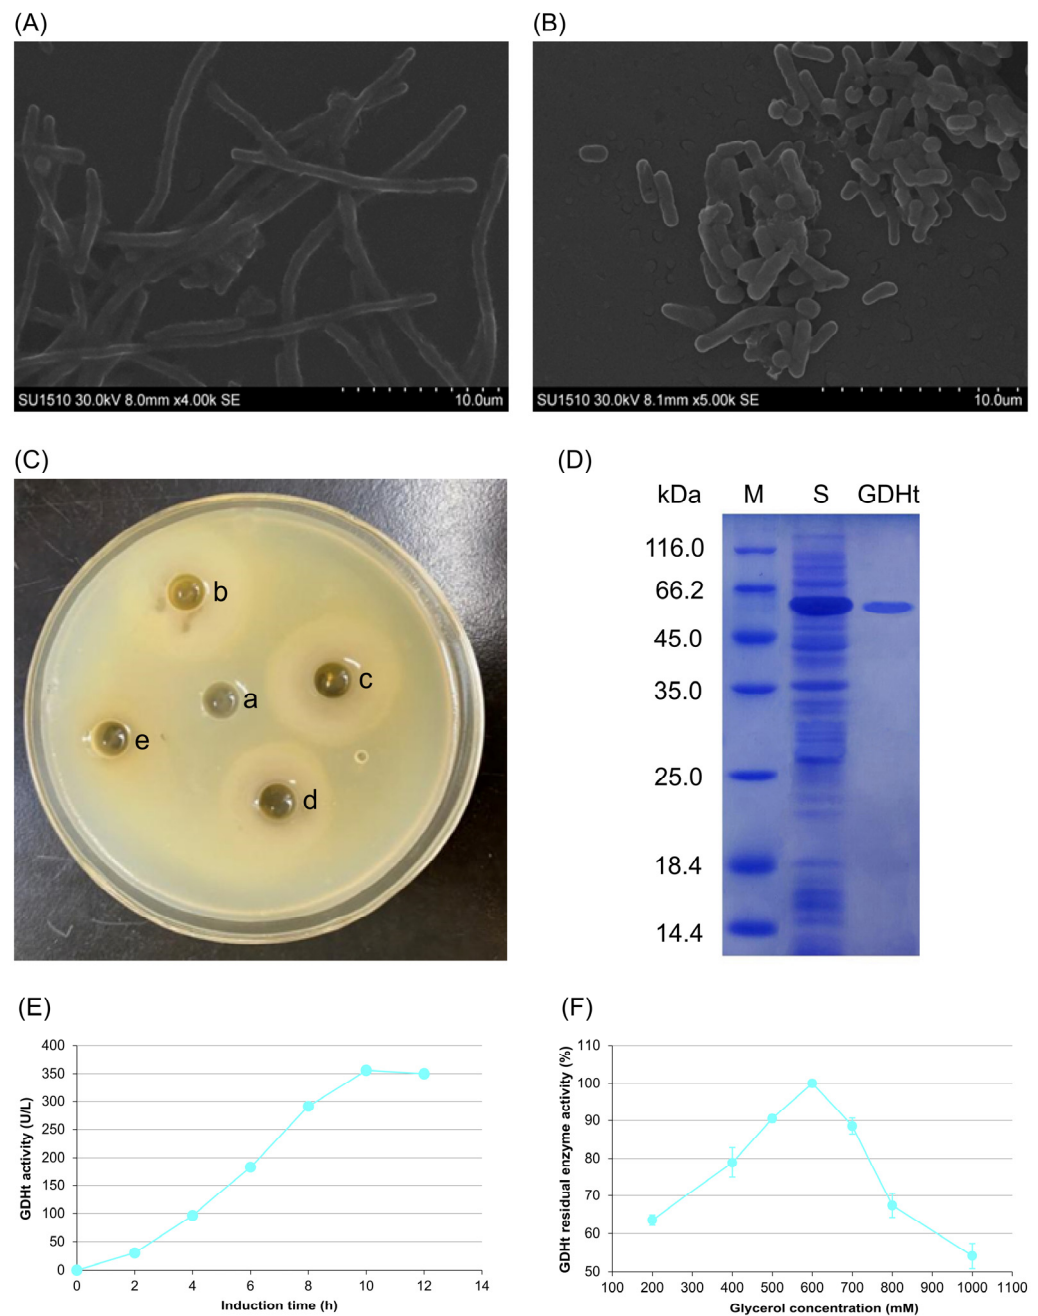 (A)
(B)
SU1510 30.0kV 8.0mm x4.00k SE 10.0um
SU1510 30.0kV 8.1mm x5.00k SE 10.0um
(C)
b
c
a
e
d
(D)
kDa M S GDHt
116.0
66.2
45.0
35.0
25.0
18.4
14.4
(E)
400
350
300
250
200
150
100
50
0
0 2 4 6 8 10 12 14
GDHt activity (U/L)
Induction time (h)
(F)
110
100
90
80
70
60
50
100 200 300 400 500 600 700 800 900 1000 1100
GDHt residual enzyme activity (%)
Glycerol concentration (mM)